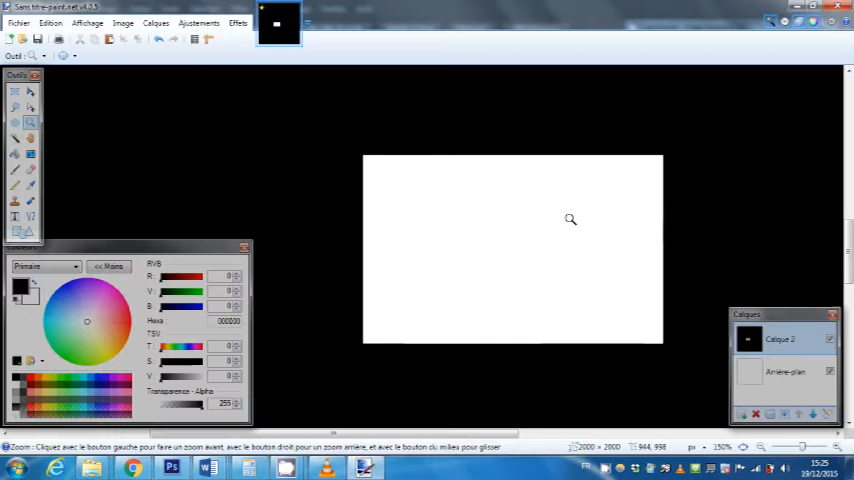 Sans titre-paint.net v4.0.5
Fichier Edition Affichage Image Calques Ajustements Effets
Outil :
Outils
Primaire << Moins
RVB
R : 0
V : 0
B : 0
Hexa 000000
TSV
T : 0
S : 0
V : 0
Transparence - Alpha
255
Calques
Calque 2
Arrière-plan
Zoom : Cliquez avec le bouton gauche pour faire un zoom avant, avec le bouton droit pour un zoom arrière, et avec le bouton du milieu pour glisser
2000 × 2000 944, 998 px 150%
FR 15:25
19/12/2015